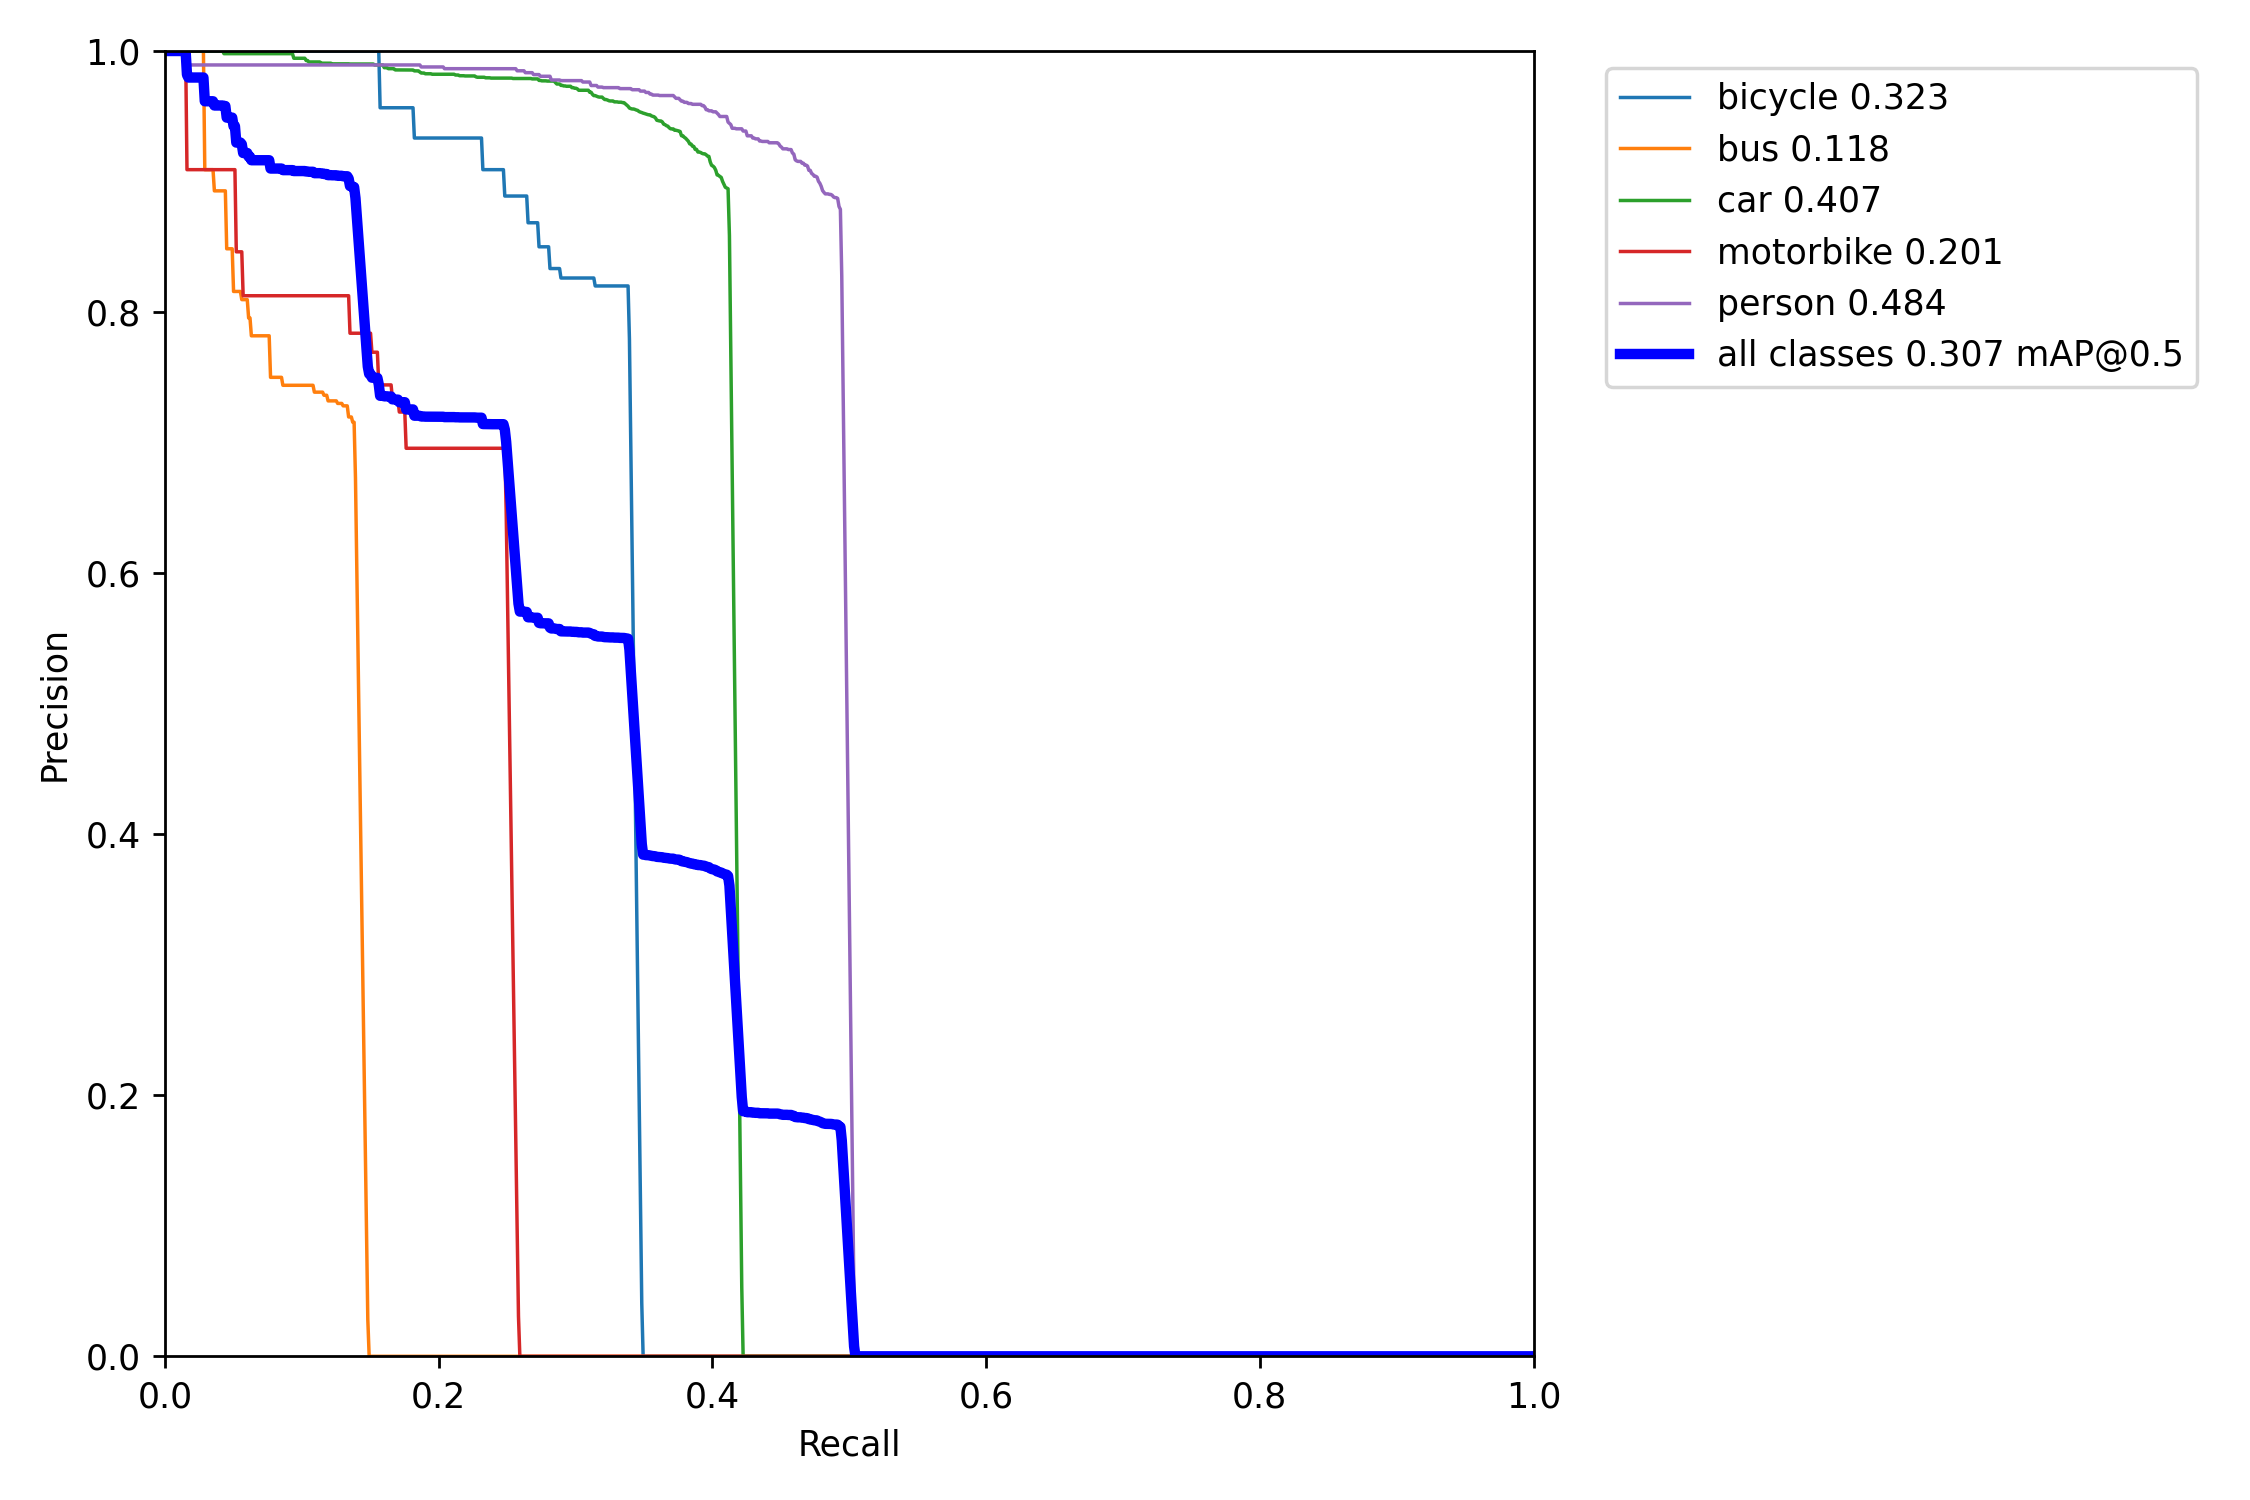 1.0
0.8
0.6
0.4
0.2
0.0
Precision
0.0 0.2 0.4 0.6 0.8 1.0
Recall
bicycle 0.323
bus 0.118
car 0.407
motorbike 0.201
person 0.484
all classes 0.307 mAP@0.5